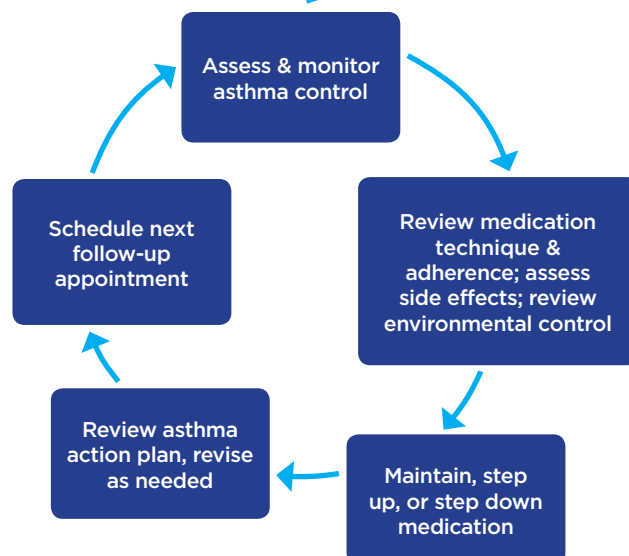 Assess & monitor
asthma control
Review medication
technique &
adherence; assess
side effects; review
environmental control
Maintain, step
up, or step down
medication
Review asthma
action plan, revise
as needed
Schedule next
follow-up
appointment